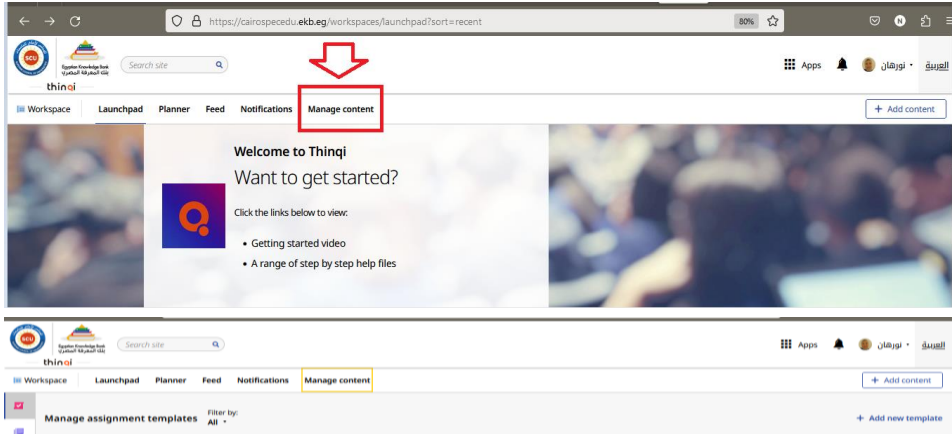 https://cairospecedu.ekb.eg/workspaces/launchpad?sort=recent
80%
N
SCU
Egyptian Knowledge Bank
بنك المعرفة المصري
thinqi
Search site
Apps
نورهان
العربية
Workspace Launchpad Planner Feed Notifications Manage content
+ Add content
Welcome to Thinqi
Want to get started?
Click the links below to view:
• Getting started video
• A range of step by step help files
SCU
Egyptian Knowledge Bank
بنك المعرفة المصري
thinqi
Search site
Apps
نورهان
العربية
Workspace Launchpad Planner Feed Notifications Manage content
+ Add content
Manage assignment templates
Filter by:
All
+ Add new template